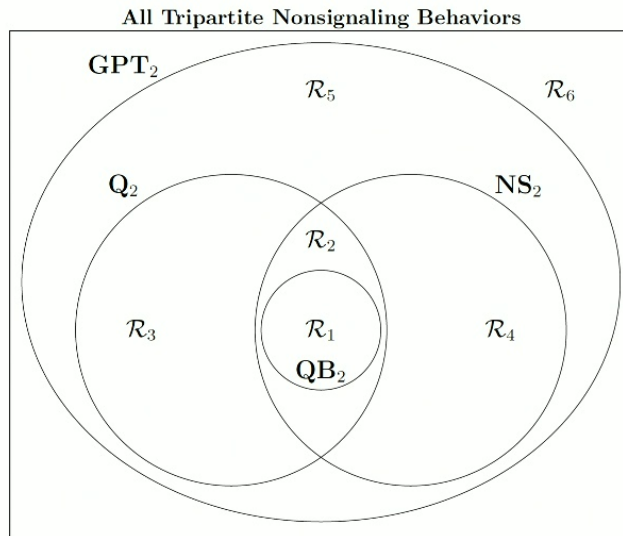 All Tripartite Nonsignaling Behaviors
GPT₂
ℛ₅
ℛ₆
Q₂
NS₂
ℛ₂
ℛ₃
ℛ₁
ℛ₄
QB₂